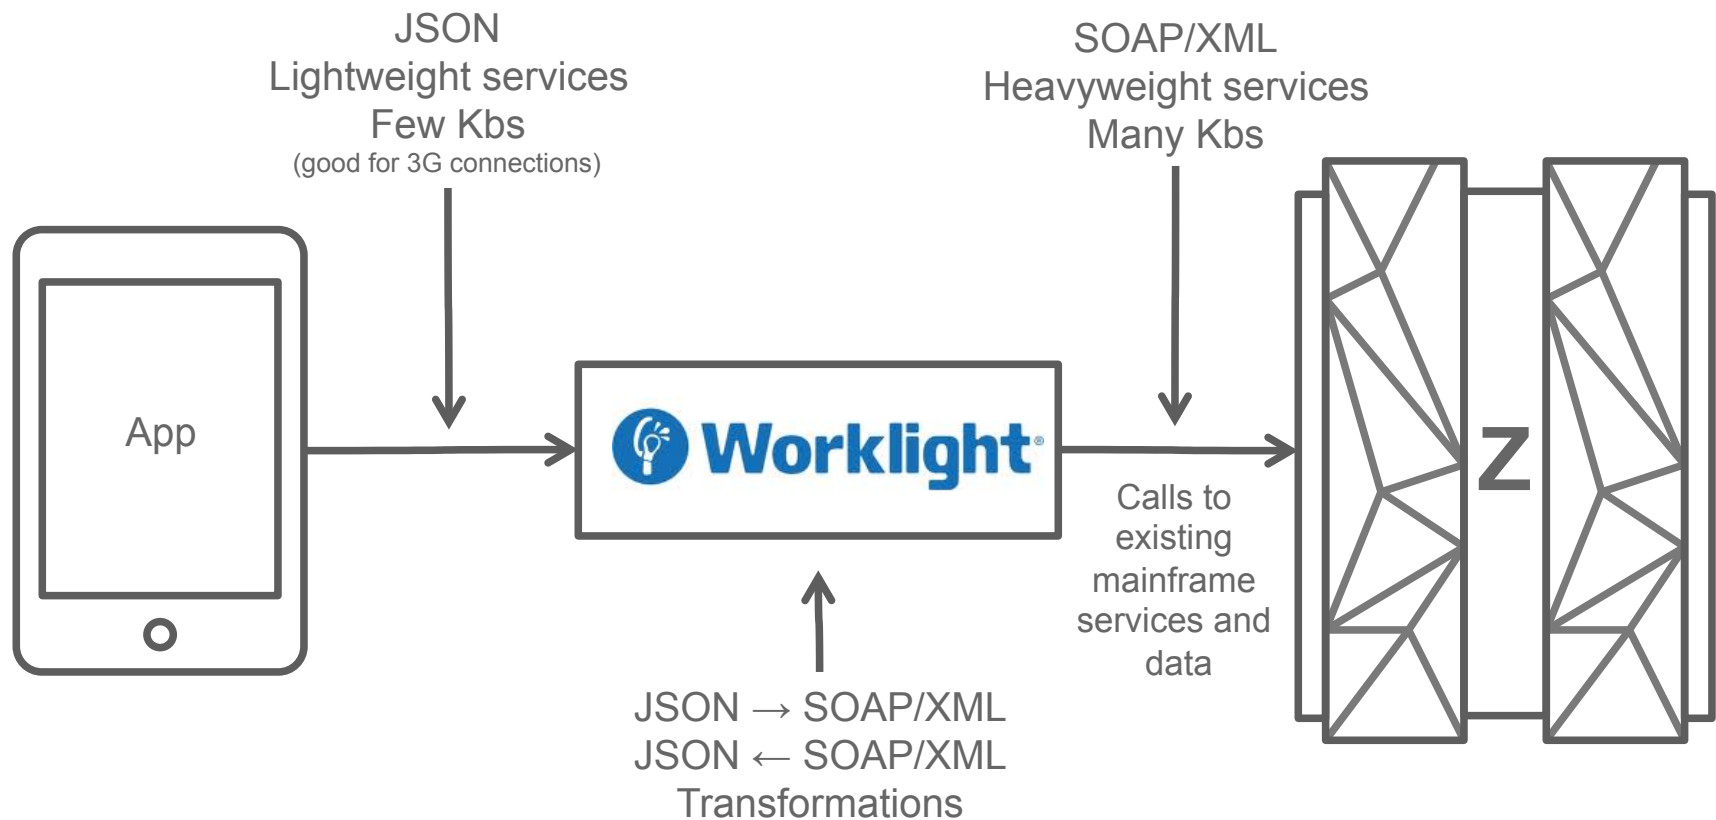 JSON
Lightweight services
Few Kbs
(good for 3G connections)
SOAP/XML
Heavyweight services
Many Kbs
App
Worklight®
Z
Calls to
existing
mainframe
services and
data
JSON → SOAP/XML
JSON ← SOAP/XML
Transformations